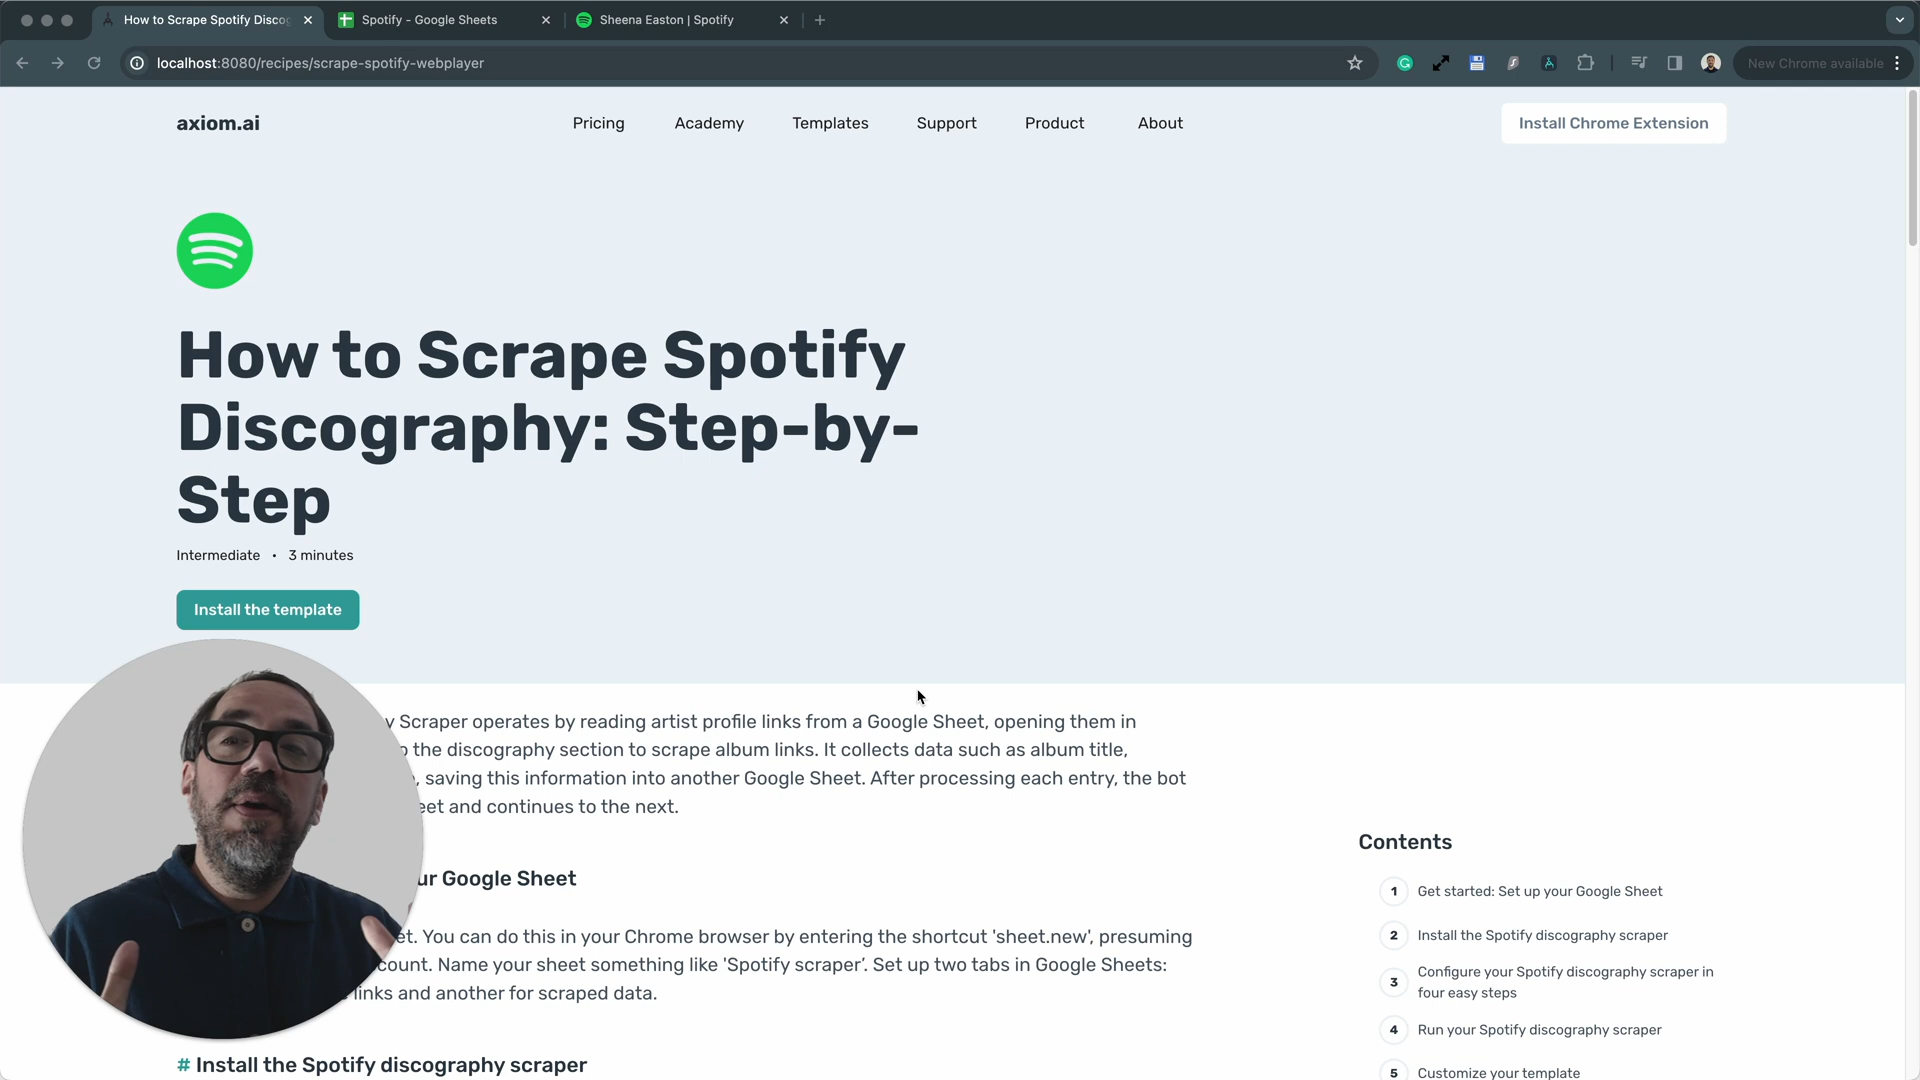 How to Scrape Spotify Discog
Spotify - Google Sheets
Sheena Easton | Spotify
localhost:8080/recipes/scrape-spotify-webplayer
New Chrome available
axiom.ai
Pricing
Academy
Templates
Support
Product
About
Install Chrome Extension
How to Scrape Spotify
Discography: Step-by-
Step
Intermediate • 3 minutes
Install the template
y Scraper operates by reading artist profile links from a Google Sheet, opening them in
the discography section to scrape album links. It collects data such as album title,
, saving this information into another Google Sheet. After processing each entry, the bot
and continues to the next.
Google Sheet
You can do this in your Chrome browser by entering the shortcut 'sheet.new', presuming
Name your sheet something like 'Spotify scraper’. Set up two tabs in Google Sheets:
links and another for scraped data.
# Install the Spotify discography scraper
Contents
1 Get started: Set up your Google Sheet
2 Install the Spotify discography scraper
3 Configure your Spotify discography scraper in
four easy steps
4 Run your Spotify discography scraper
5 Customize your template